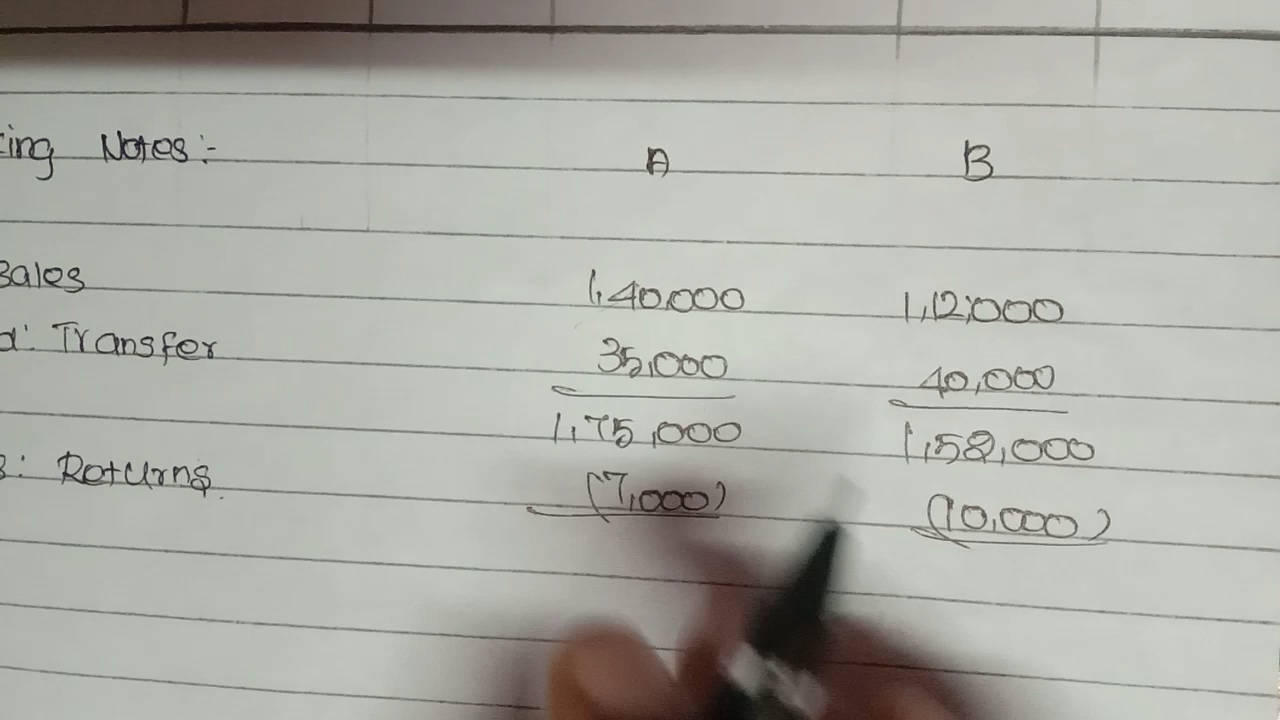 ing Notes:- A B
Sales 1,40,000 1,12,000
d: Transfer 35,000 40,000
1,75,000 1,52,000
s: Returns (7,000) (10,000)